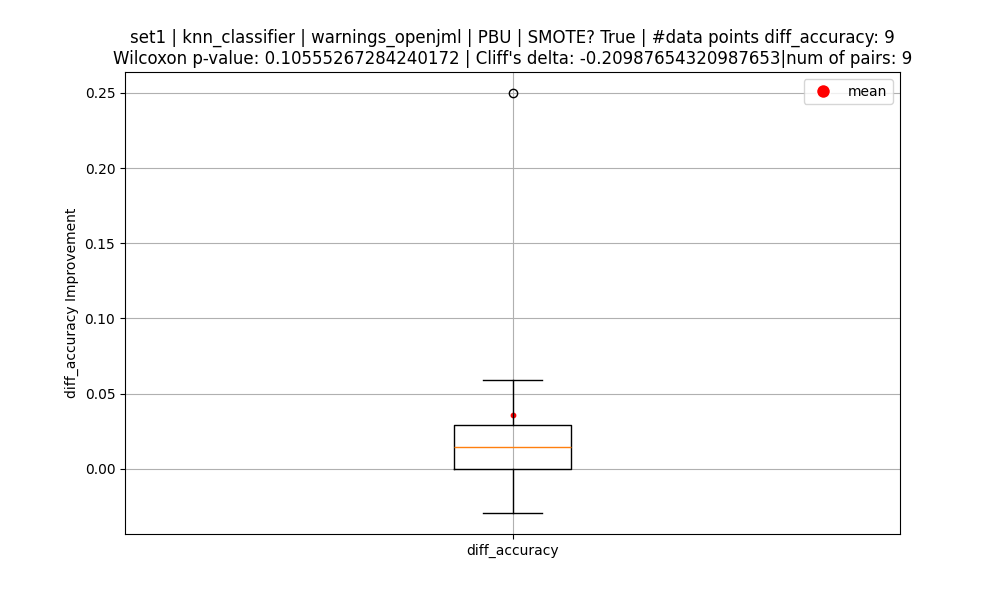 set1 | knn_classifier | warnings_openjml | PBU | SMOTE? True | #data points diff_accuracy: 9
Wilcoxon p-value: 0.10555267284240172 | Cliff's delta: -0.20987654320987653|num of pairs: 9
mean
0.25
0.20
0.15
0.10
0.05
0.00
diff_accuracy Improvement
diff_accuracy